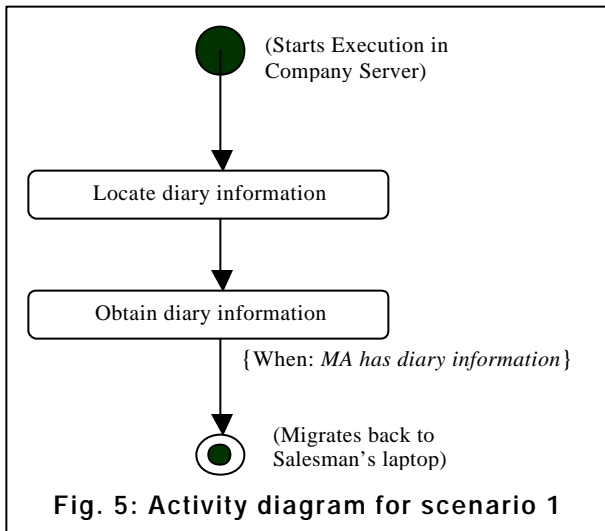 (Starts Execution in
Company Server)
Locate diary information
Obtain diary information
{When: MA has diary information}
(Migrates back to
Salesman's laptop)
Fig. 5: Activity diagram for scenario 1